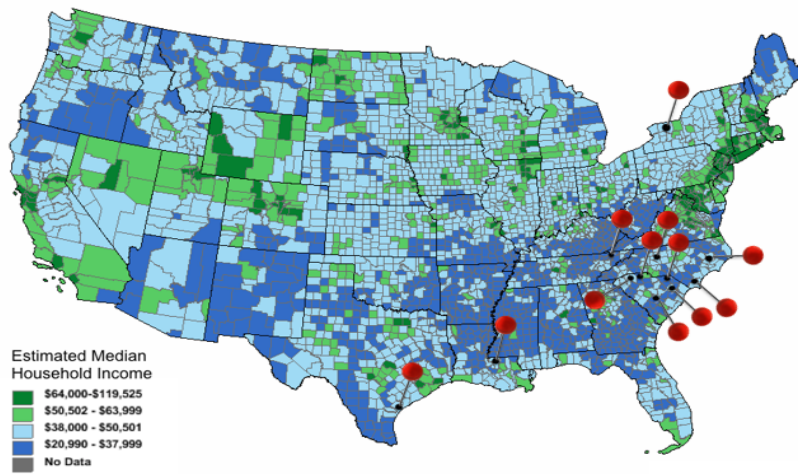 Estimated Median
Household Income
$64,000-$119,525
$50,502 - $63,999
$38,000 - $50,501
$20,990 - $37,999
No Data